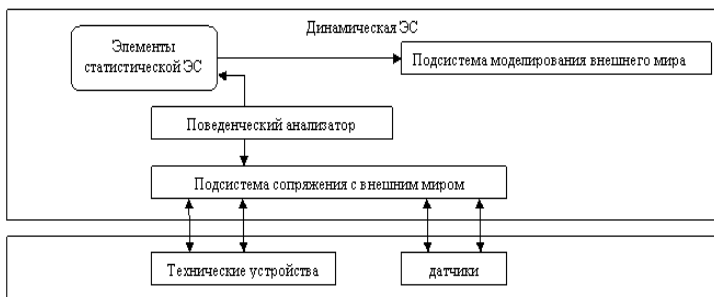 Динамическая ЭС
Элементы
статистической ЭС
Подсистема моделирования внешнего мира
Поведенческий анализатор
Подсистема сопряжения с внешним миром
Технические устройства
датчики